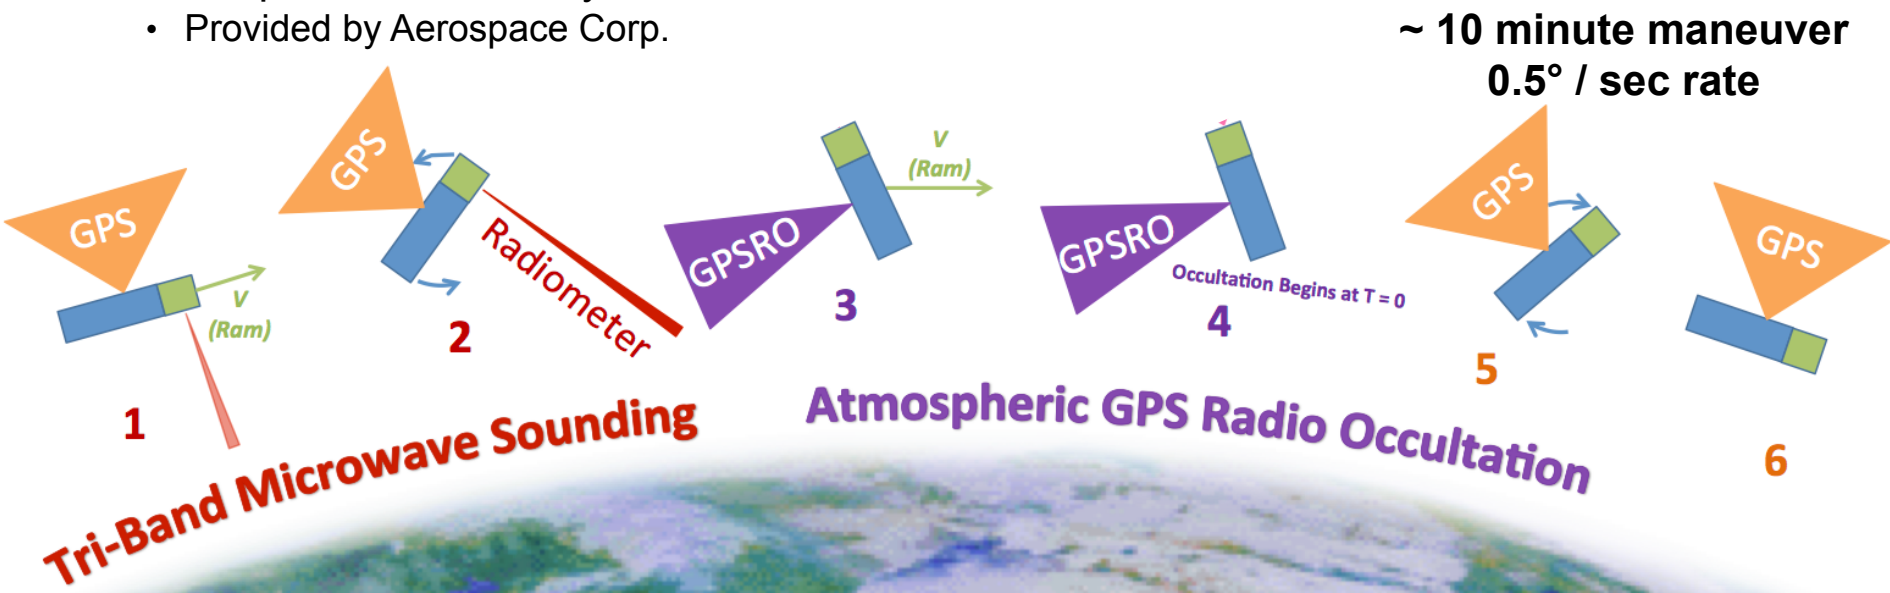 • Provided by Aerospace Corp.
~ 10 minute maneuver
0.5° / sec rate
GPS
V
(Ram)
1
GPS
Radiometer
2
GPSRO
V
(Ram)
3
GPSRO
Occultation Begins at T = 0
4
GPS
5
GPS
6
Tri-Band Microwave Sounding
Atmospheric GPS Radio Occultation